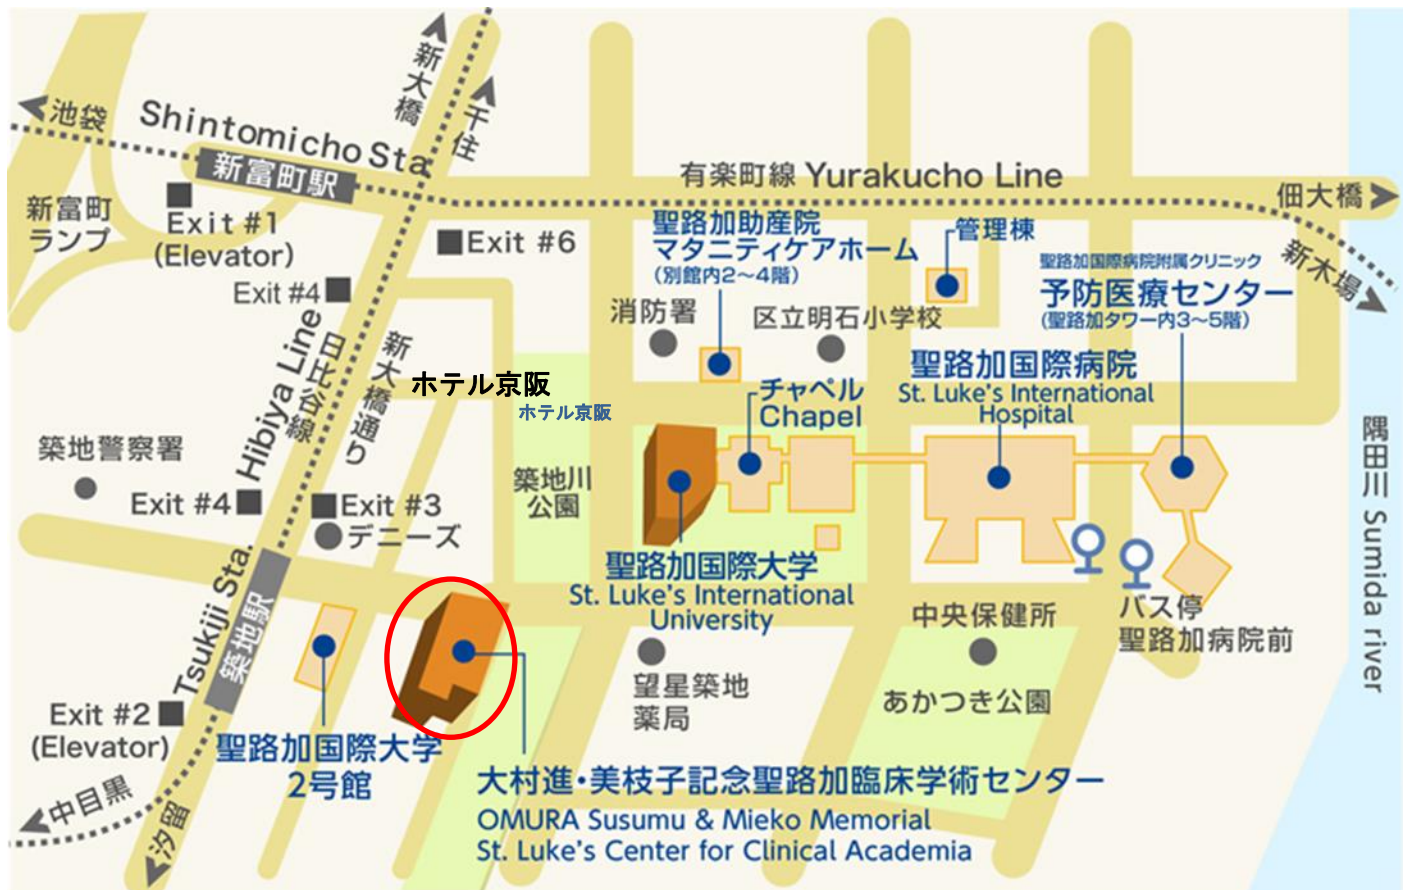 新大橋
千住
池袋
Shintomicho Sta.
新富町駅
有楽町線 Yurakucho Line
佃大橋
新木場
新富町
ランプ
Exit #1
(Elevator)
Exit #6
聖路加助産院
マタニティケアホーム
(別館内2〜4階)
管理棟
聖路加国際病院附属クリニック
予防医療センター
(聖路加タワー内3〜5階)
Exit #4
消防署
区立明石小学校
Hibiya Line
日比谷線
新大橋通り
ホテル京阪
ホテル京阪
チャペル
Chapel
聖路加国際病院
St. Luke's International
Hospital
築地警察署
Exit #4
Exit #3
デニーズ
築地川
公園
隅田川 Sumida river
聖路加国際大学
St. Luke's International
University
Tsukiji Sta.
築地駅
中央保健所
バス停
聖路加病院前
望星築地
薬局
あかつき公園
Exit #2
(Elevator)
聖路加国際大学
2号館
大村進・美枝子記念聖路加臨床学術センター
OMURA Susumu & Mieko Memorial
St. Luke's Center for Clinical Academia
中目黒
汐留